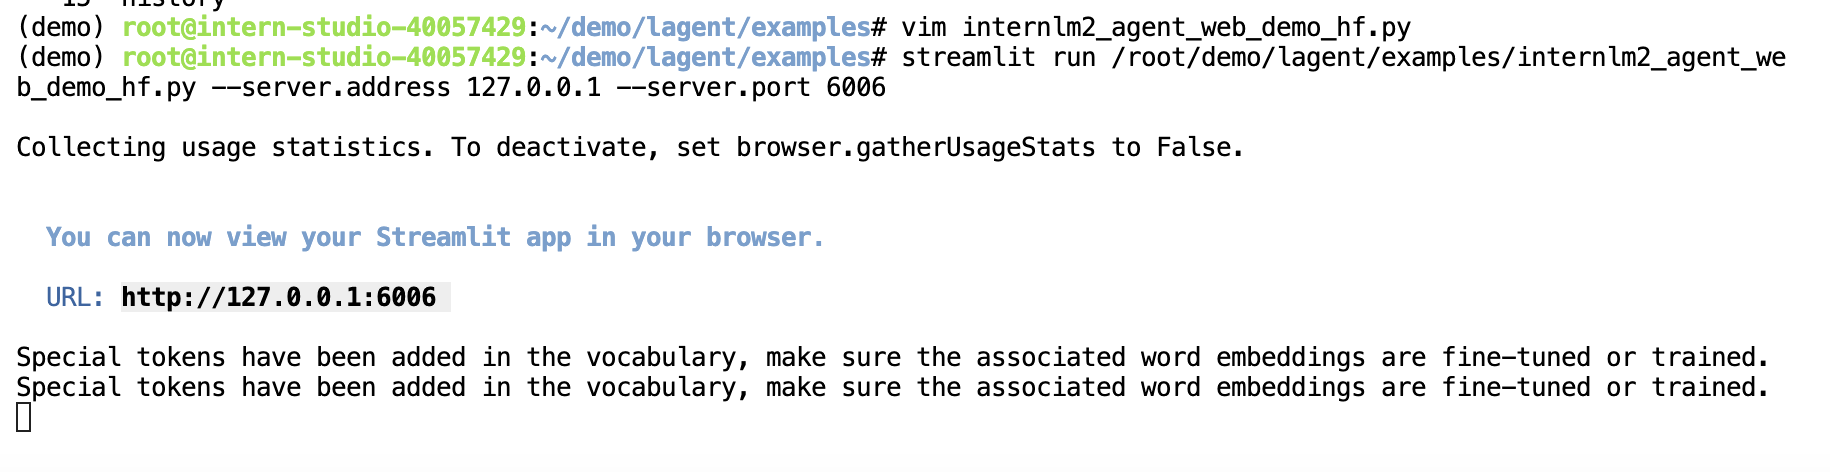 15  history
(demo) root@intern-studio-40057429:~/demo/lagent/examples# vim internlm2_agent_web_demo_hf.py
(demo) root@intern-studio-40057429:~/demo/lagent/examples# streamlit run /root/demo/lagent/examples/internlm2_agent_we
b_demo_hf.py --server.address 127.0.0.1 --server.port 6006
Collecting usage statistics. To deactivate, set browser.gatherUsageStats to False.
You can now view your Streamlit app in your browser.
URL: http://127.0.0.1:6006
Special tokens have been added in the vocabulary, make sure the associated word embeddings are fine-tuned or trained.
Special tokens have been added in the vocabulary, make sure the associated word embeddings are fine-tuned or trained.